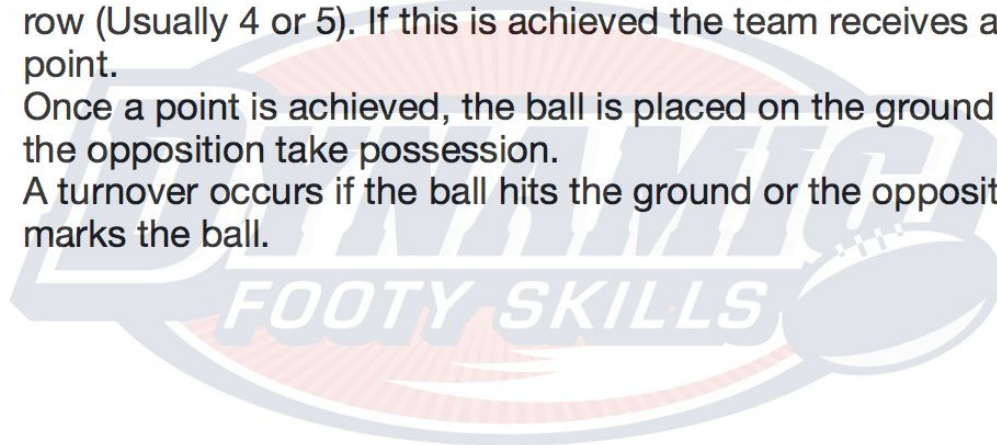 row (Usually 4 or 5). If this is achieved the team receives a
point.
Once a point is achieved, the ball is placed on the ground
the opposition take possession.
A turnover occurs if the ball hits the ground or the opposit
marks the ball.
DYNAMIC
FOOTY SKILLS